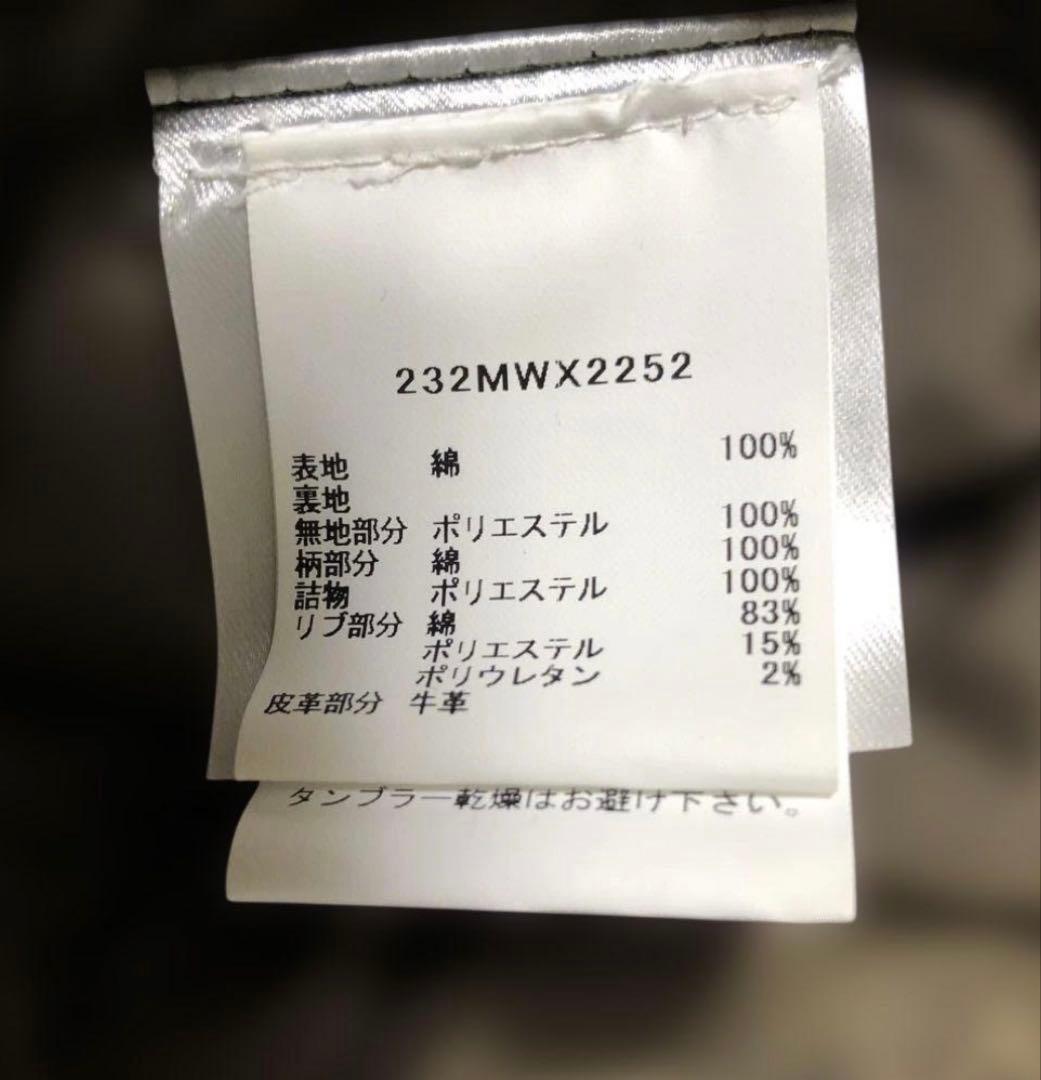 232MWX2252
表地 綿 100%
裏地
無地部分 ポリエステル 100%
柄部分 綿 100%
詰物 ポリエステル 100%
リブ部分 綿 83%
ポリエステル 15%
ポリウレタン 2%
皮革部分 牛革
タンブラー乾燥はお避け下さい。